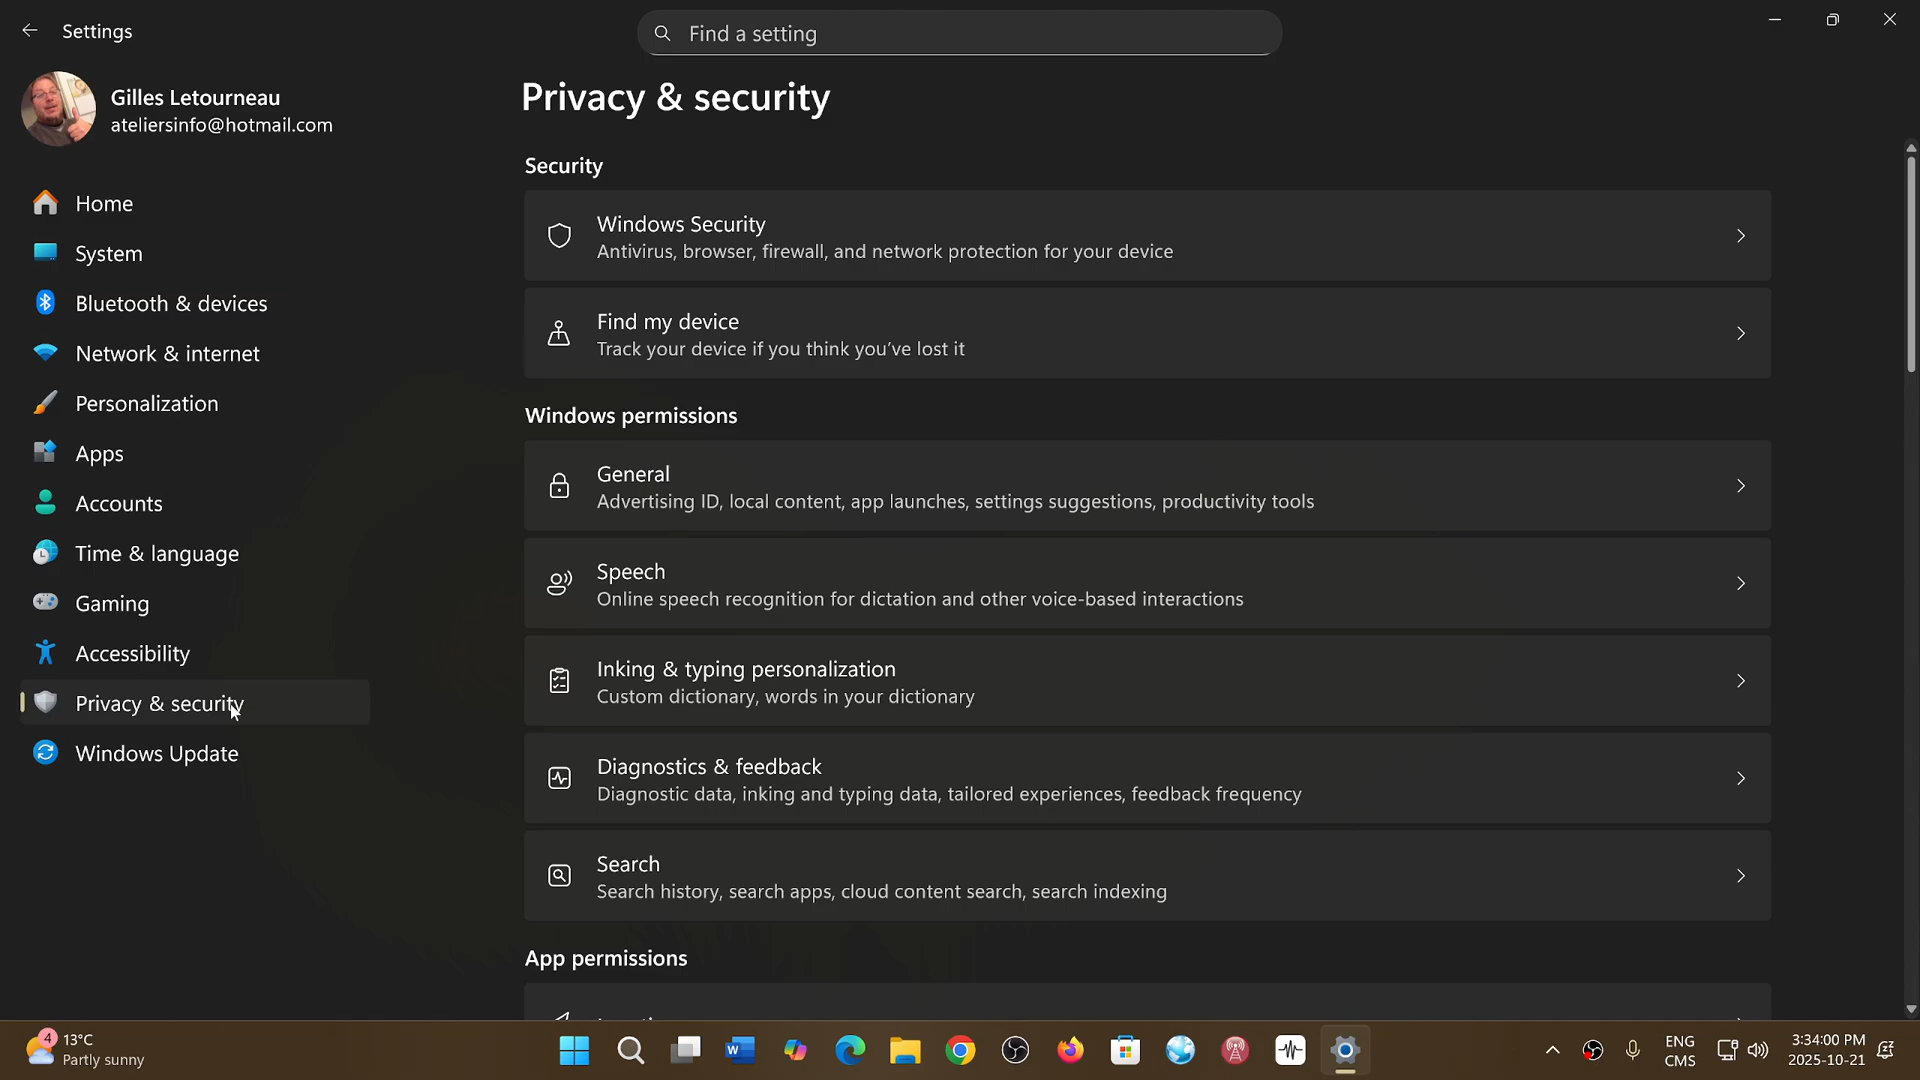 Settings
Find a setting
Gilles Letourneau
ateliersinfo@hotmail.com
Home
System
Bluetooth & devices
Network & internet
Personalization
Apps
Accounts
Time & language
Gaming
Accessibility
Privacy & security
Windows Update
Privacy & security
Security
Windows Security
Antivirus, browser, firewall, and network protection for your device
Find my device
Track your device if you think you've lost it
Windows permissions
General
Advertising ID, local content, app launches, settings suggestions, productivity tools
Speech
Online speech recognition for dictation and other voice-based interactions
Inking & typing personalization
Custom dictionary, words in your dictionary
Diagnostics & feedback
Diagnostic data, inking and typing data, tailored experiences, feedback frequency
Search
Search history, search apps, cloud content search, search indexing
App permissions
4
13°C
Partly sunny
ENG
CMS
3:34:00 PM
2025-10-21